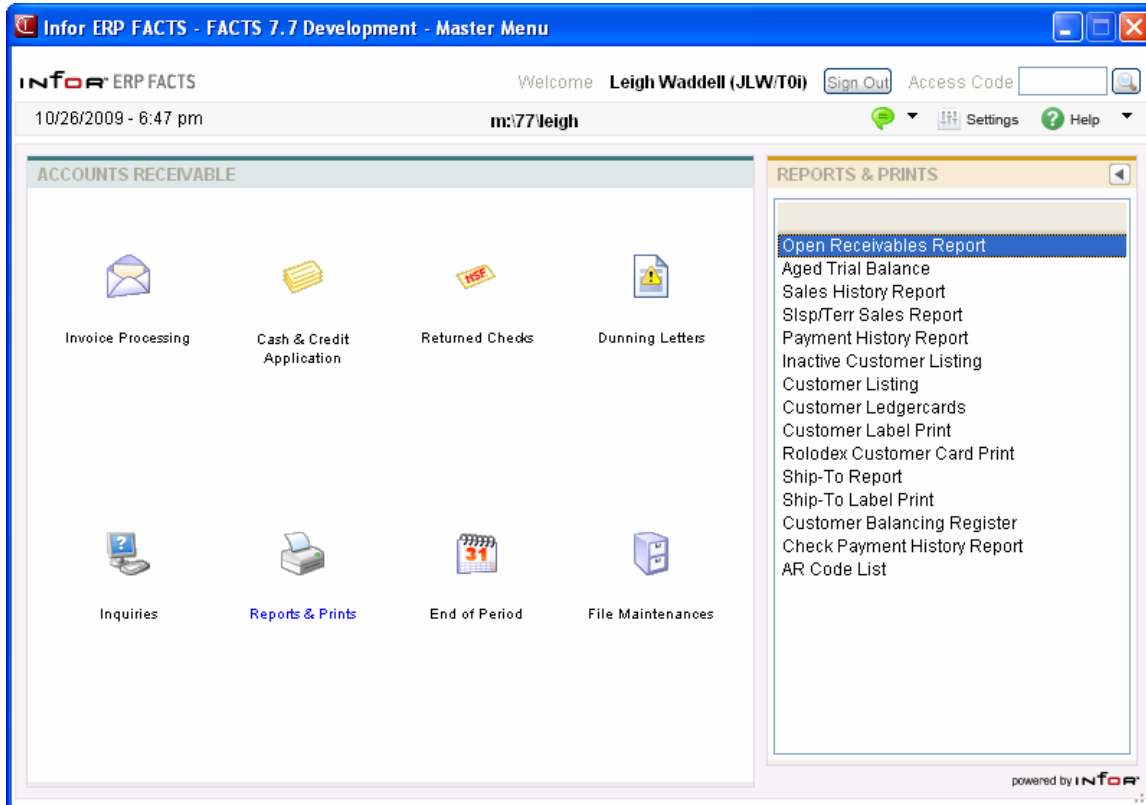 Infor ERP FACTS - FACTS 7.7 Development - Master Menu
infor ERP FACTS
Welcome Leigh Waddell (JLW/T0i) Sign Out Access Code
10/26/2009 - 6:47 pm
m:\77\leigh
Settings Help
ACCOUNTS RECEIVABLE
Invoice Processing
Cash & Credit
Application
NSF
Returned Checks
Dunning Letters
?
Inquiries
Reports & Prints
31
End of Period
File Maintenances
REPORTS & PRINTS
Open Receivables Report
Aged Trial Balance
Sales History Report
Slsp/Terr Sales Report
Payment History Report
Inactive Customer Listing
Customer Listing
Customer Ledgercards
Customer Label Print
Rolodex Customer Card Print
Ship-To Report
Ship-To Label Print
Customer Balancing Register
Check Payment History Report
AR Code List
powered by infor